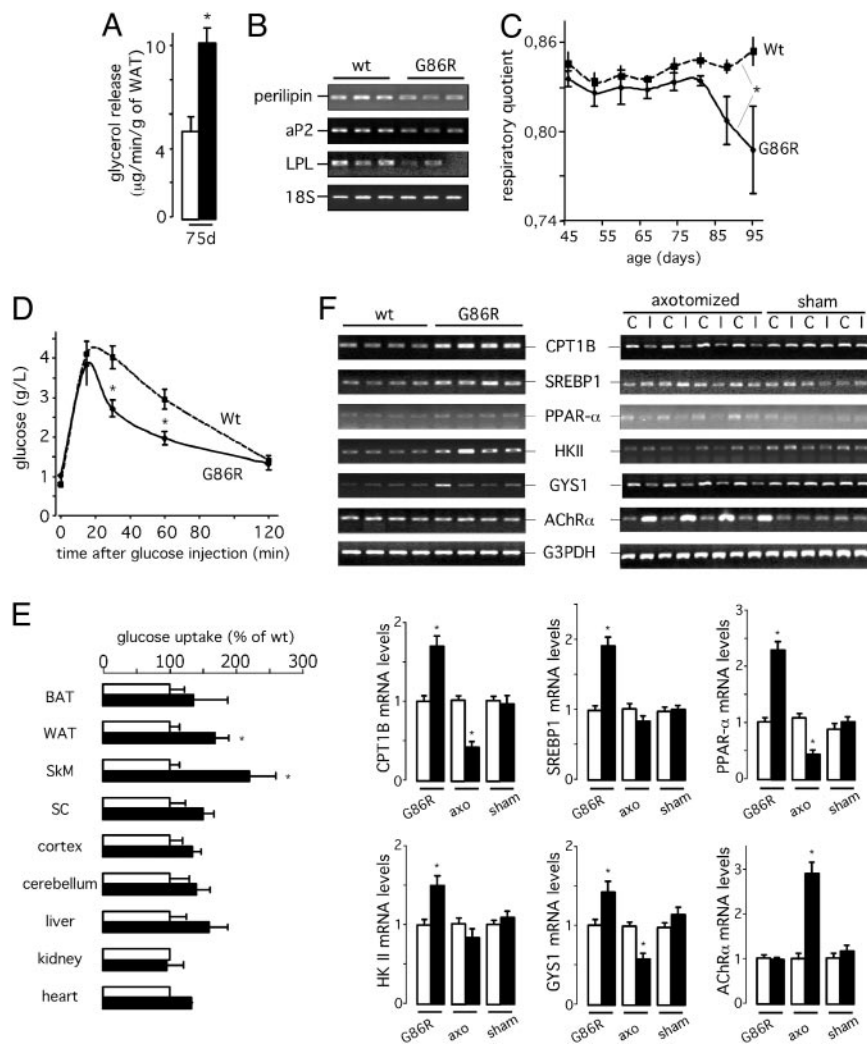 A
glycerol release
(μg/min/g of WAT)
10
6
0
*
75d
B
wt G86R
perilipin
aP2
LPL
18S
C
respiratory quotient
0,86
0,80
0,74
Wt
*
G86R
45 55 60 67 75 81 88 95
age (days)
D
glucose (g/L)
4
3
2
1
0
*
*
Wt
G86R
0 20 40 60 80 100 120
time after glucose injection (min)
E
glucose uptake (% of wt)
0 100 200 300
BAT
WAT *
SkM *
SC
cortex
cerebellum
liver
kidney
heart
F
wt G86R
axotomized sham
C I C I C I C I C I C I C I
CPT1B
SREBP1
PPAR-α
HKII
GYS1
AChRα
G3PDH
CPT1B mRNA levels
2
1
0
*
*
G86R axo sham
SREBP1 mRNA levels
2
1
0
*
G86R axo sham
PPAR-α mRNA levels
3
2
1
0
*
*
G86R axo sham
HK II mRNA levels
2
1
0
*
G86R axo sham
GYS1 mRNA levels
2
1
0
*
*
G86R axo sham
AChRα mRNA levels
3
2
1
0
*
G86R axo sham